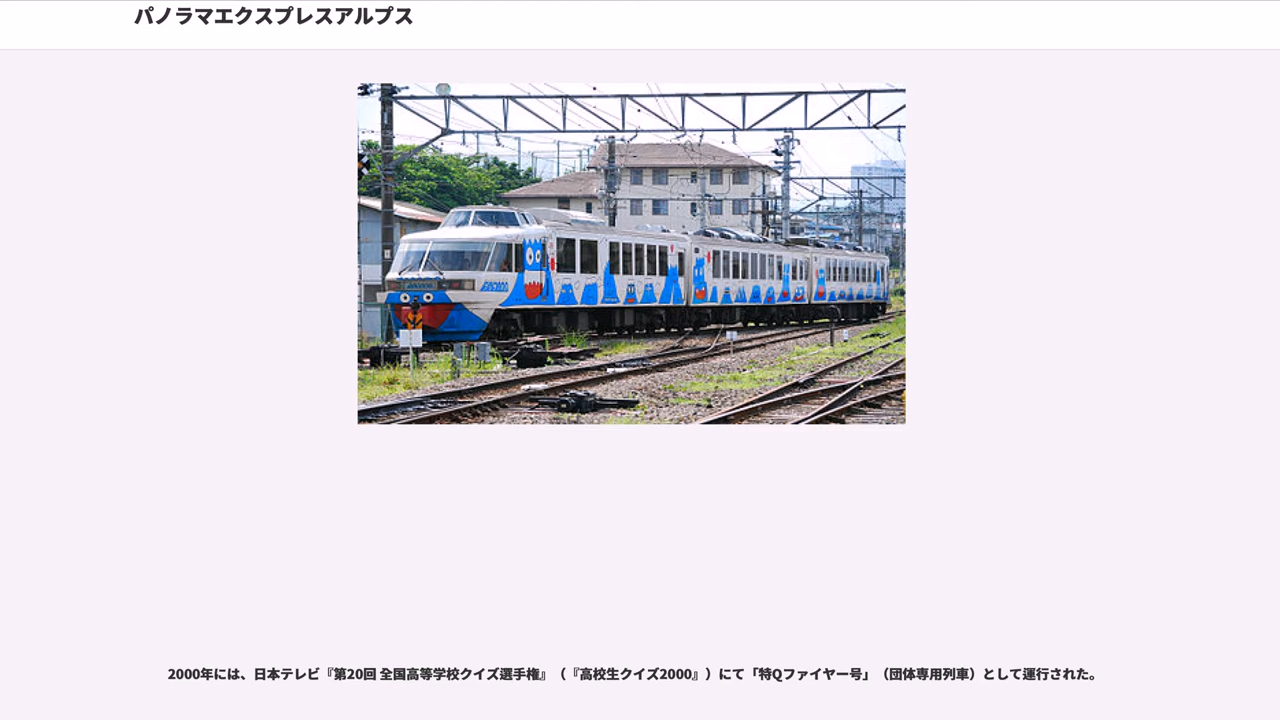 パノラマエクスプレスアルプス
2000年には、日本テレビ『第20回 全国高等学校クイズ選手権』（『高校生クイズ2000』）にて「特Qファイヤー号」（団体専用列車）として運行された。